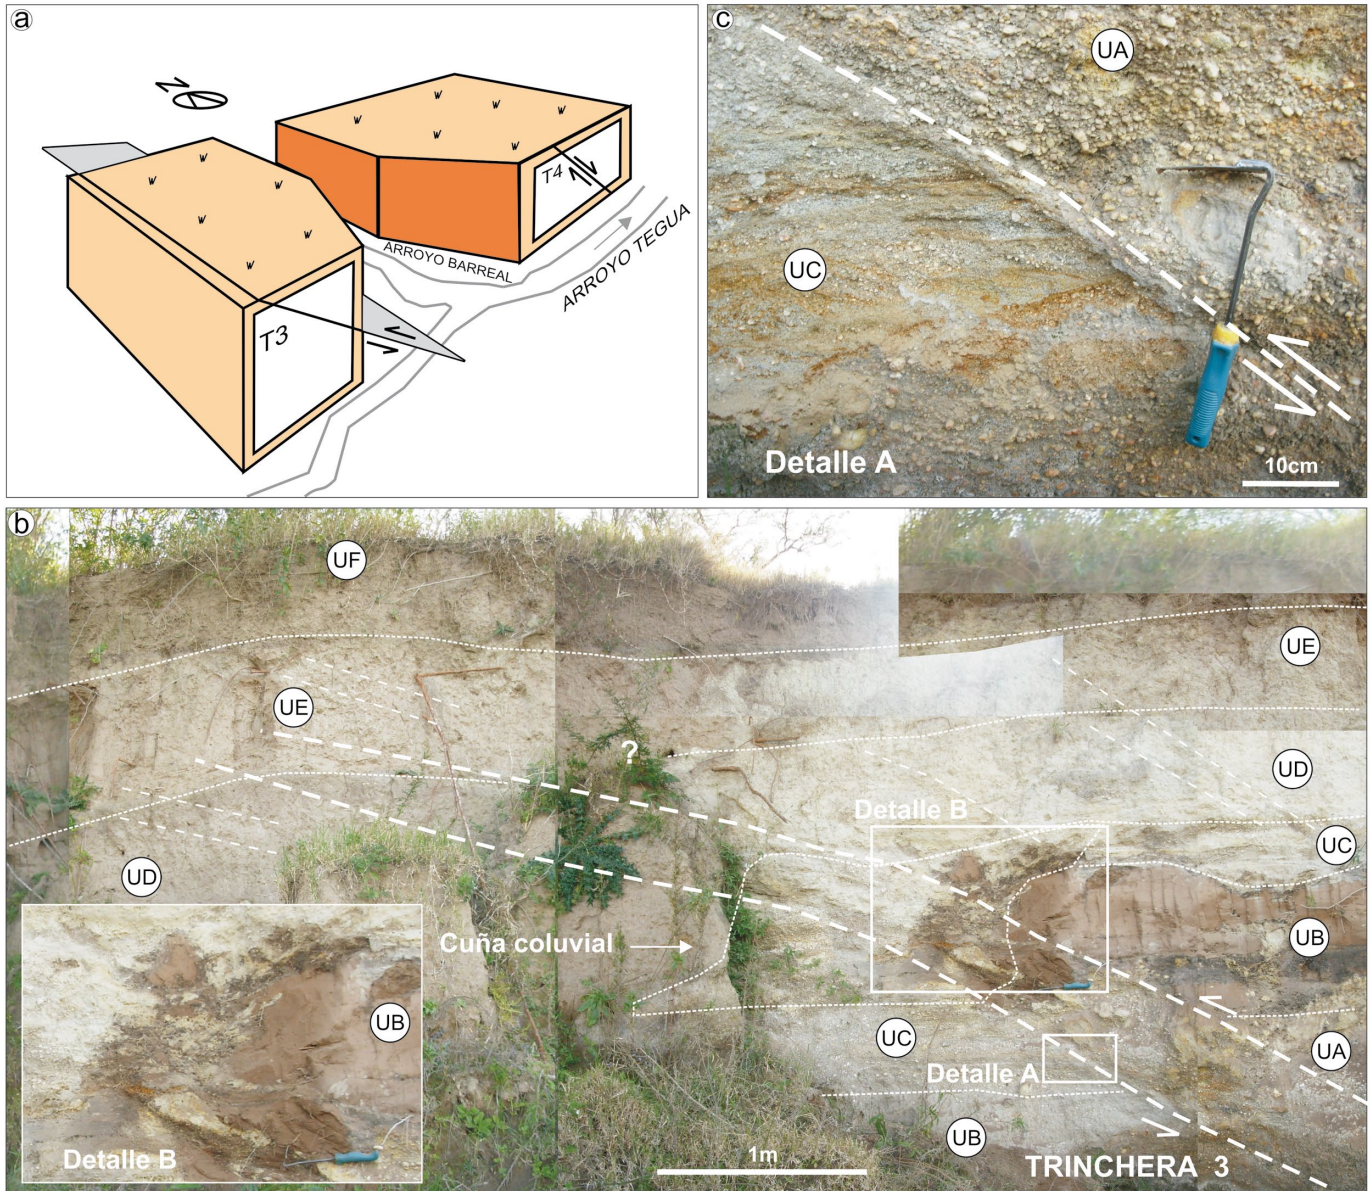 a
N
T4
ARROYO BARREAL
ARROYO TEGUA
T3
c
UA
UC
Detalle A
10cm
b
UF
UE
UE
?
UD
Detalle B
UC
UD
Cuña coluvial
UB
UB
UC
UA
Detalle A
UB
Detalle B
1m
TRINCHERA 3